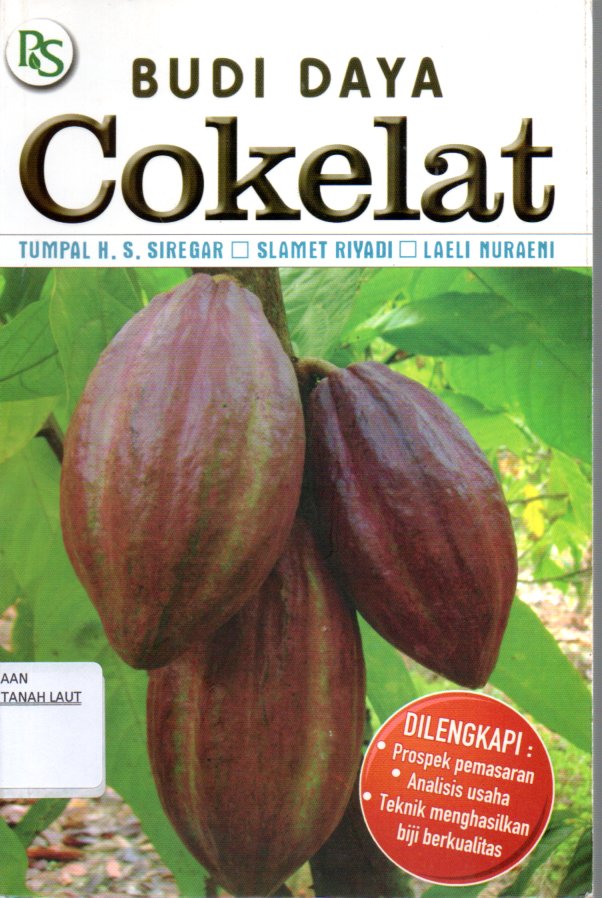 PS
BUDI DAYA
Cokelat
TUMPAL H. S. SIREGAR □ SLAMET RIYADI □ LAELI NURAENI
AAN
TANAH LAUT
DILENGKAPI :
• Prospek pemasaran
• Analisis usaha
• Teknik menghasilkan
biji berkualitas